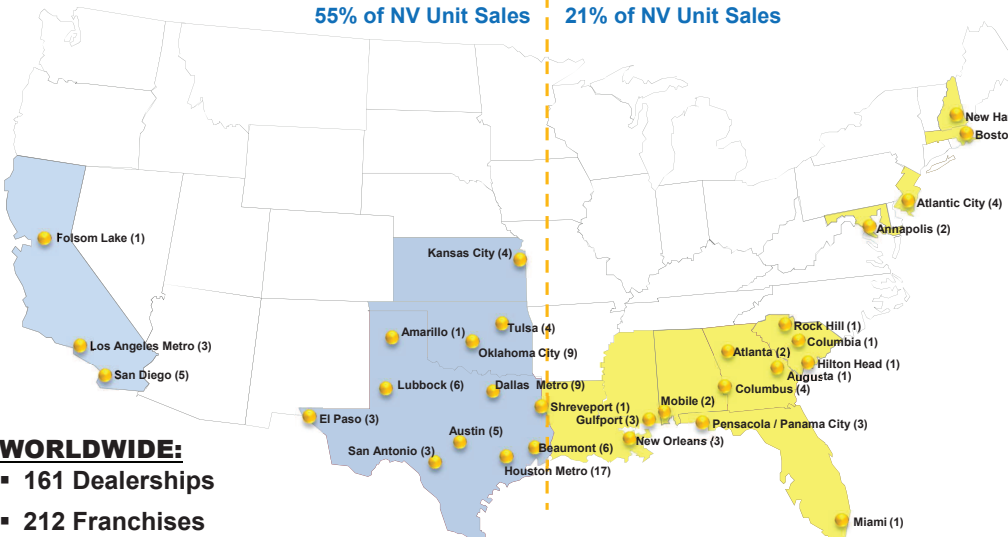 55% of NV Unit Sales
21% of NV Unit Sales
New Ha
Bosto
Atlantic City (4)
Annapolis (2)
Folsom Lake (1)
Kansas City (4)
Rock Hill (1)
Tulsa (4)
Amarillo (1)
Columbia (1)
Los Angeles Metro (3)
Oklahoma City (9)
Atlanta (2)
Hilton Head (1)
San Diego (5)
Augusta (1)
Lubbock (6)
Dallas Metro (9)
Columbus (4)
Mobile (2)
Shreveport (1)
El Paso (3)
Gulfport (3)
Pensacola / Panama City (3)
Austin (5)
New Orleans (3)
San Antonio (3)
Beaumont (6)
Houston Metro (17)
WORLDWIDE:
▪ 161 Dealerships
▪ 212 Franchises
Miami (1)